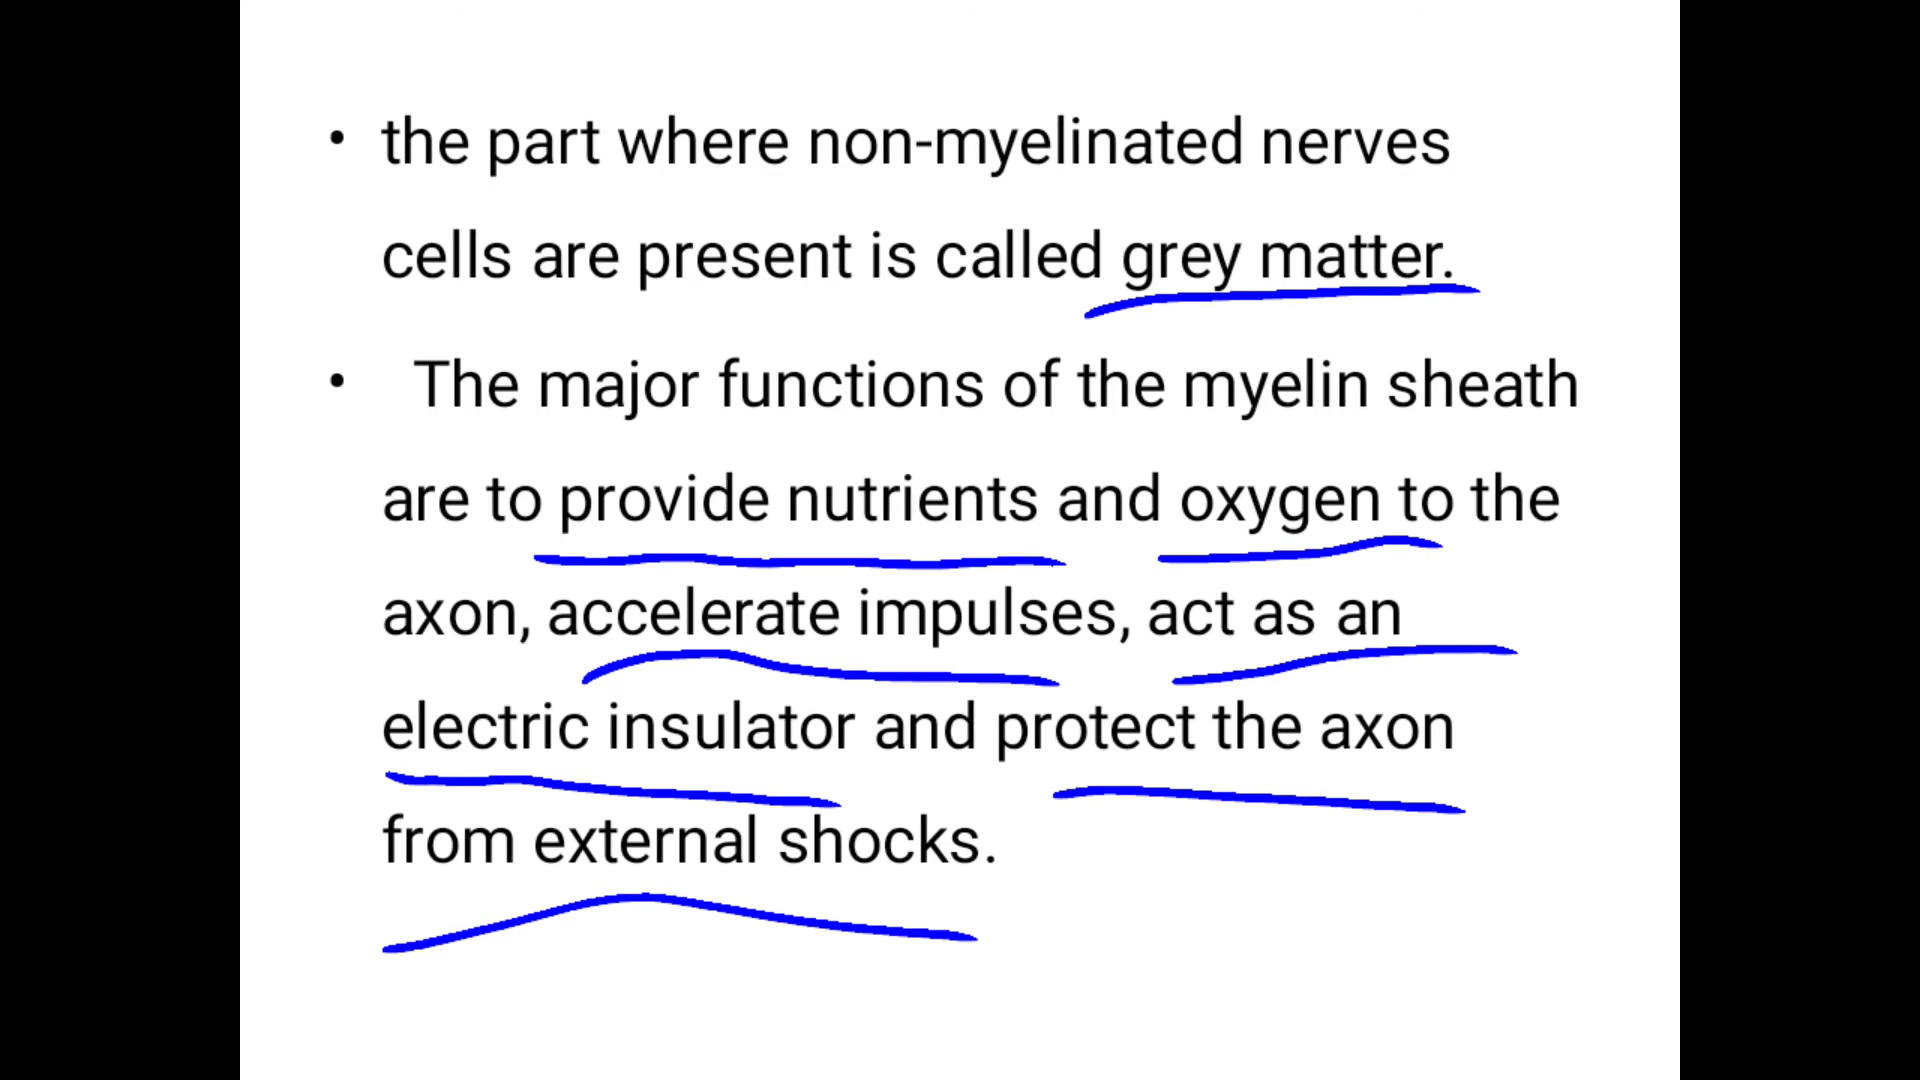 • the part where non-myelinated nerves
cells are present is called grey matter.
• The major functions of the myelin sheath
are to provide nutrients and oxygen to the
axon, accelerate impulses, act as an
electric insulator and protect the axon
from external shocks.